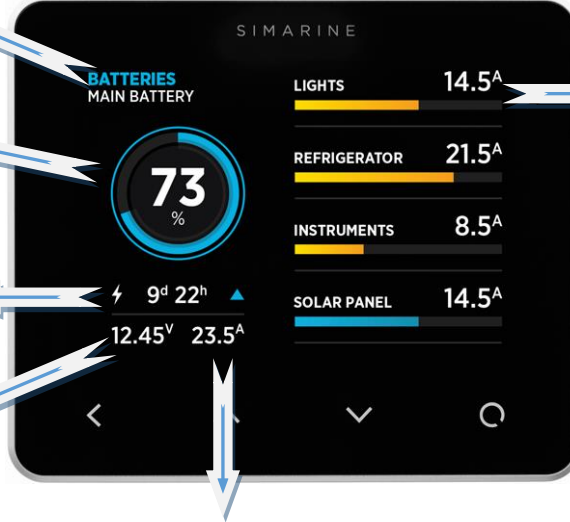 SIMARINE
BATTERIES
MAIN BATTERY
73
%
9d 22h
12.45V 23.5A
LIGHTS 14.5A
REFRIGERATOR 21.5A
INSTRUMENTS 8.5A
SOLAR PANEL 14.5A